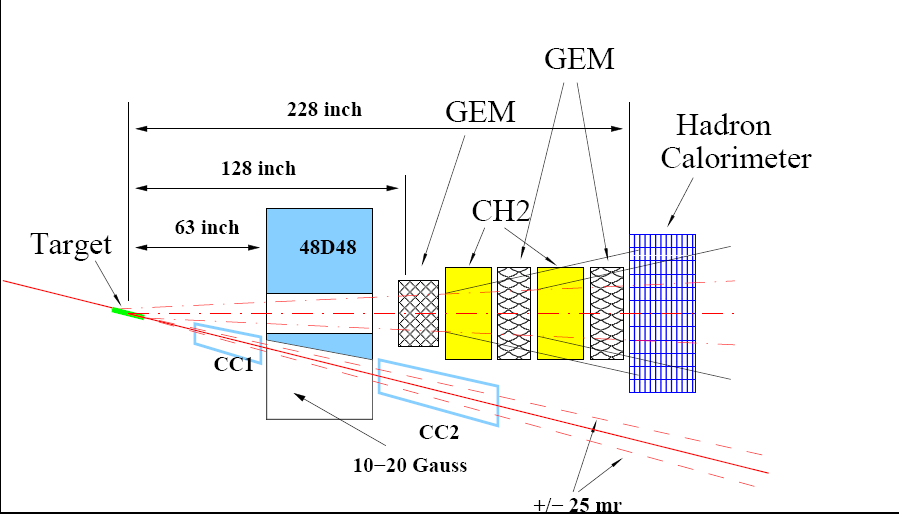 GEM
228 inch
GEM
Hadron
Calorimeter
128 inch
CH2
63 inch
48D48
Target
CC1
CC2
10−20 Gauss
+/− 25 mr